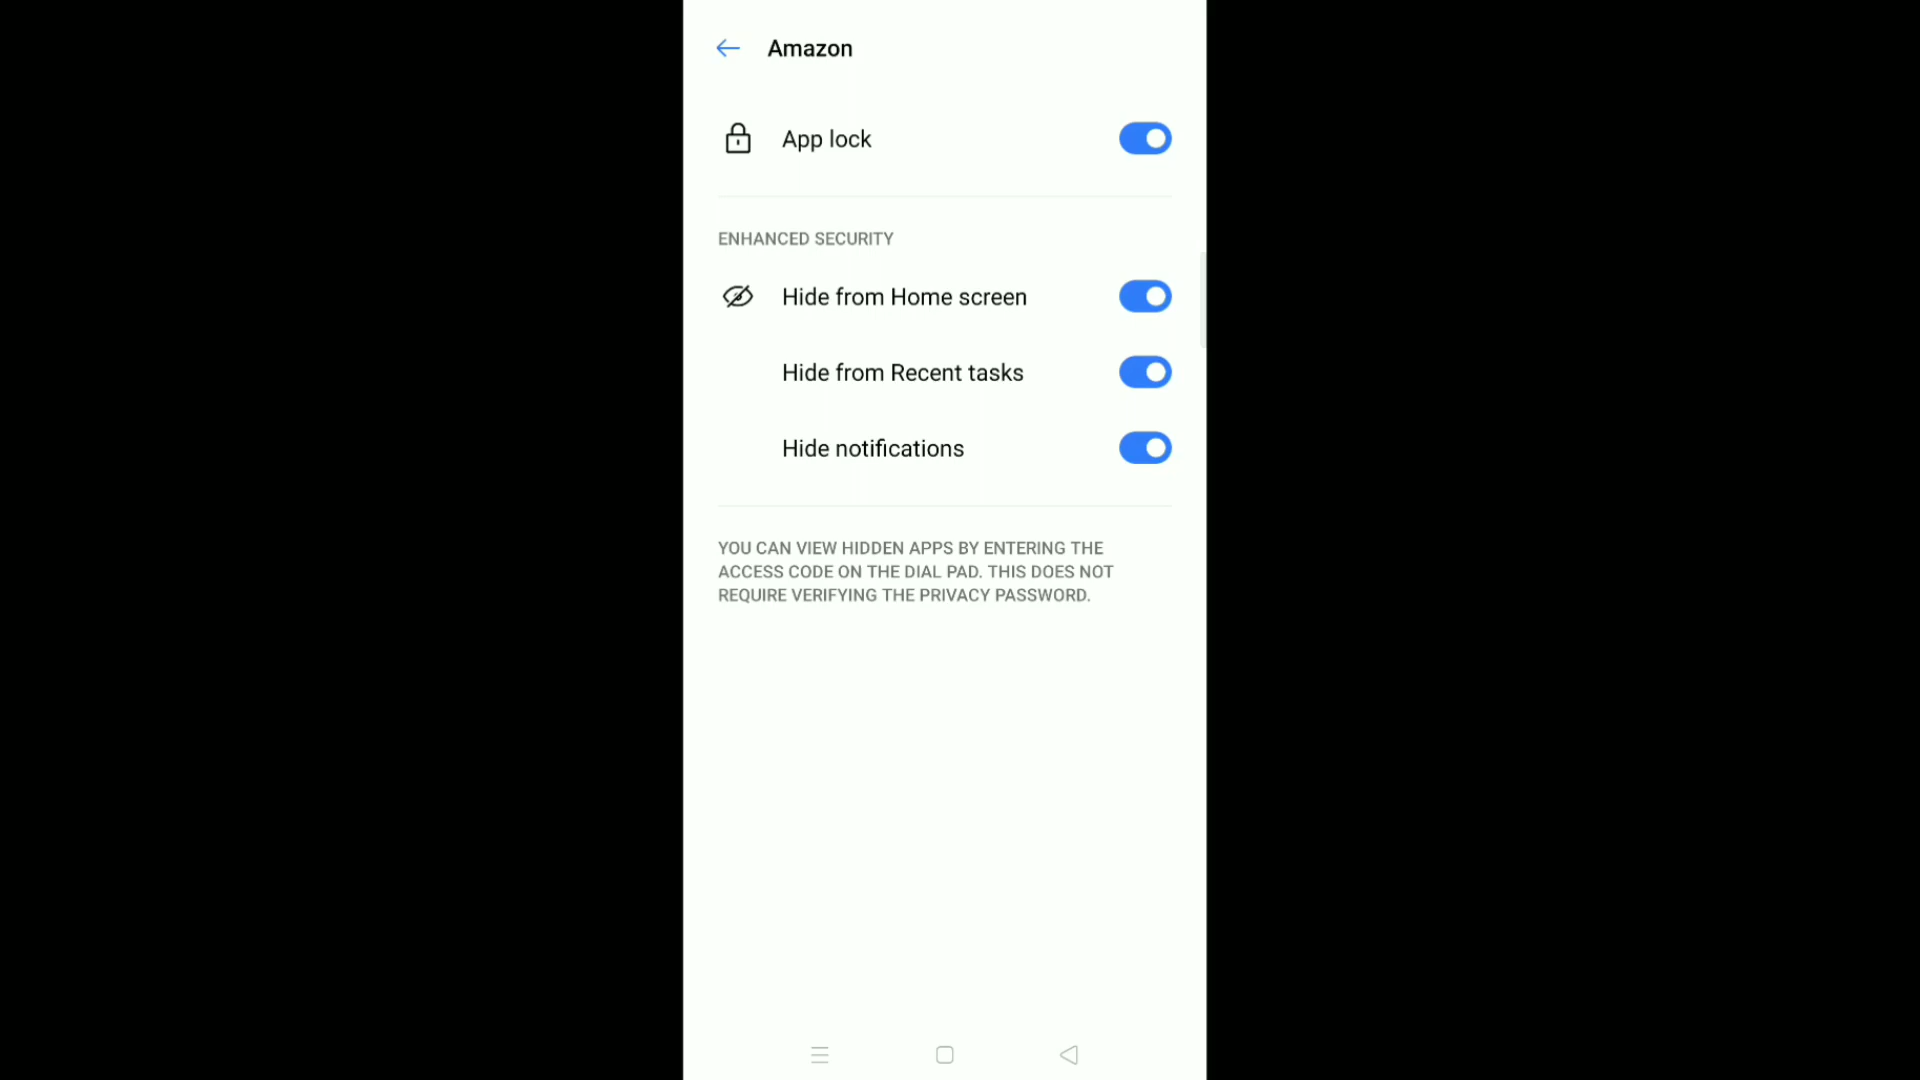 Amazon
App lock
ENHANCED SECURITY
Hide from Home screen
Hide from Recent tasks
Hide notifications
YOU CAN VIEW HIDDEN APPS BY ENTERING THE
ACCESS CODE ON THE DIAL PAD. THIS DOES NOT
REQUIRE VERIFYING THE PRIVACY PASSWORD.